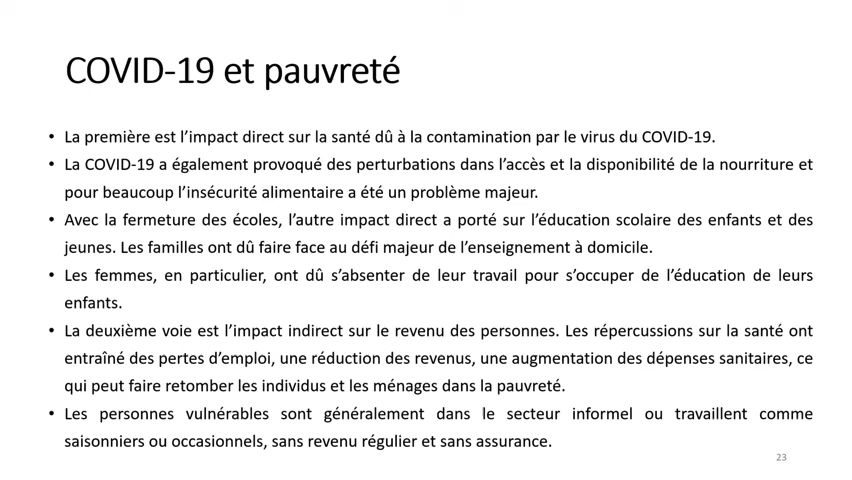 COVID-19 et pauvreté
• La première est l’impact direct sur la santé dû à la contamination par le virus du COVID-19.
• La COVID-19 a également provoqué des perturbations dans l’accès et la disponibilité de la nourriture et
pour beaucoup l’insécurité alimentaire a été un problème majeur.
• Avec la fermeture des écoles, l’autre impact direct a porté sur l’éducation scolaire des enfants et des
jeunes. Les familles ont dû faire face au défi majeur de l’enseignement à domicile.
• Les femmes, en particulier, ont dû s’absenter de leur travail pour s’occuper de l’éducation de leurs
enfants.
• La deuxième voie est l’impact indirect sur le revenu des personnes. Les répercussions sur la santé ont
entraîné des pertes d’emploi, une réduction des revenus, une augmentation des dépenses sanitaires, ce
qui peut faire retomber les individus et les ménages dans la pauvreté.
• Les personnes vulnérables sont généralement dans le secteur informel ou travaillent comme
saisonniers ou occasionnels, sans revenu régulier et sans assurance.
23